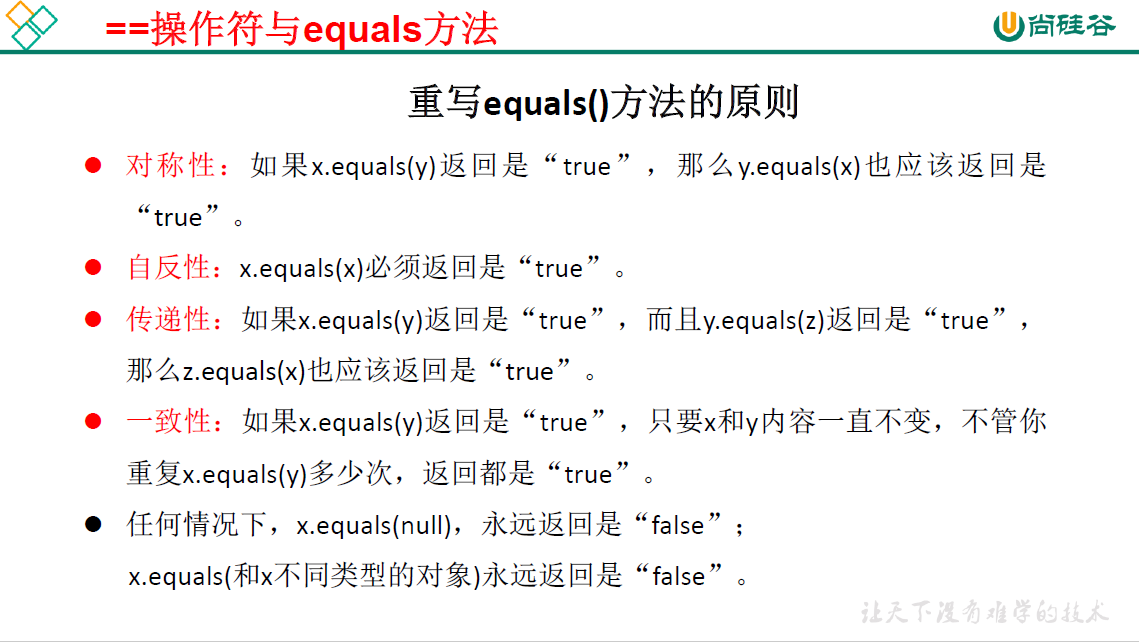 ==操作符与equals方法
尚硅谷
重写equals()方法的原则
对称性：如果x.equals(y)返回是“true”，那么y.equals(x)也应该返回是
“true”。
自反性：x.equals(x)必须返回是“true”。
传递性：如果x.equals(y)返回是“true”，而且y.equals(z)返回是“true”，
那么z.equals(x)也应该返回是“true”。
一致性：如果x.equals(y)返回是“true”，只要x和y内容一直不变，不管你
重复x.equals(y)多少次，返回都是“true”。
任何情况下，x.equals(null)，永远返回是“false”；
x.equals(和x不同类型的对象)永远返回是“false”。
让天下没有难学的技术